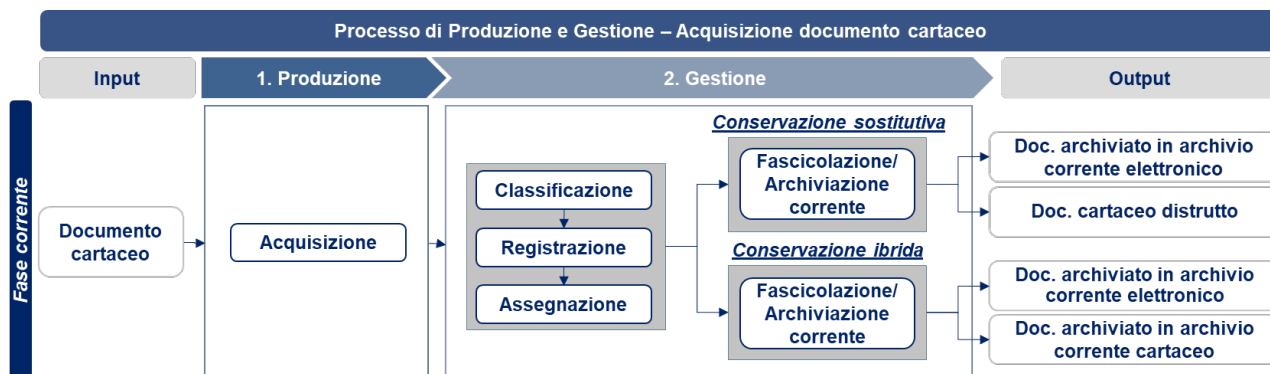 Processo di Produzione e Gestione – Acquisizione documento cartaceo
Input
1. Produzione
2. Gestione
Output
Fase corrente
Documento
cartaceo
Acquisizione
Classificazione
Registrazione
Assegnazione
Conservazione sostitutiva
Fascicolazione/
Archiviazione
corrente
Conservazione ibrida
Fascicolazione/
Archiviazione
corrente
Doc. archiviato in archivio
corrente elettronico
Doc. cartaceo distrutto
Doc. archiviato in archivio
corrente elettronico
Doc. archiviato in archivio
corrente cartaceo